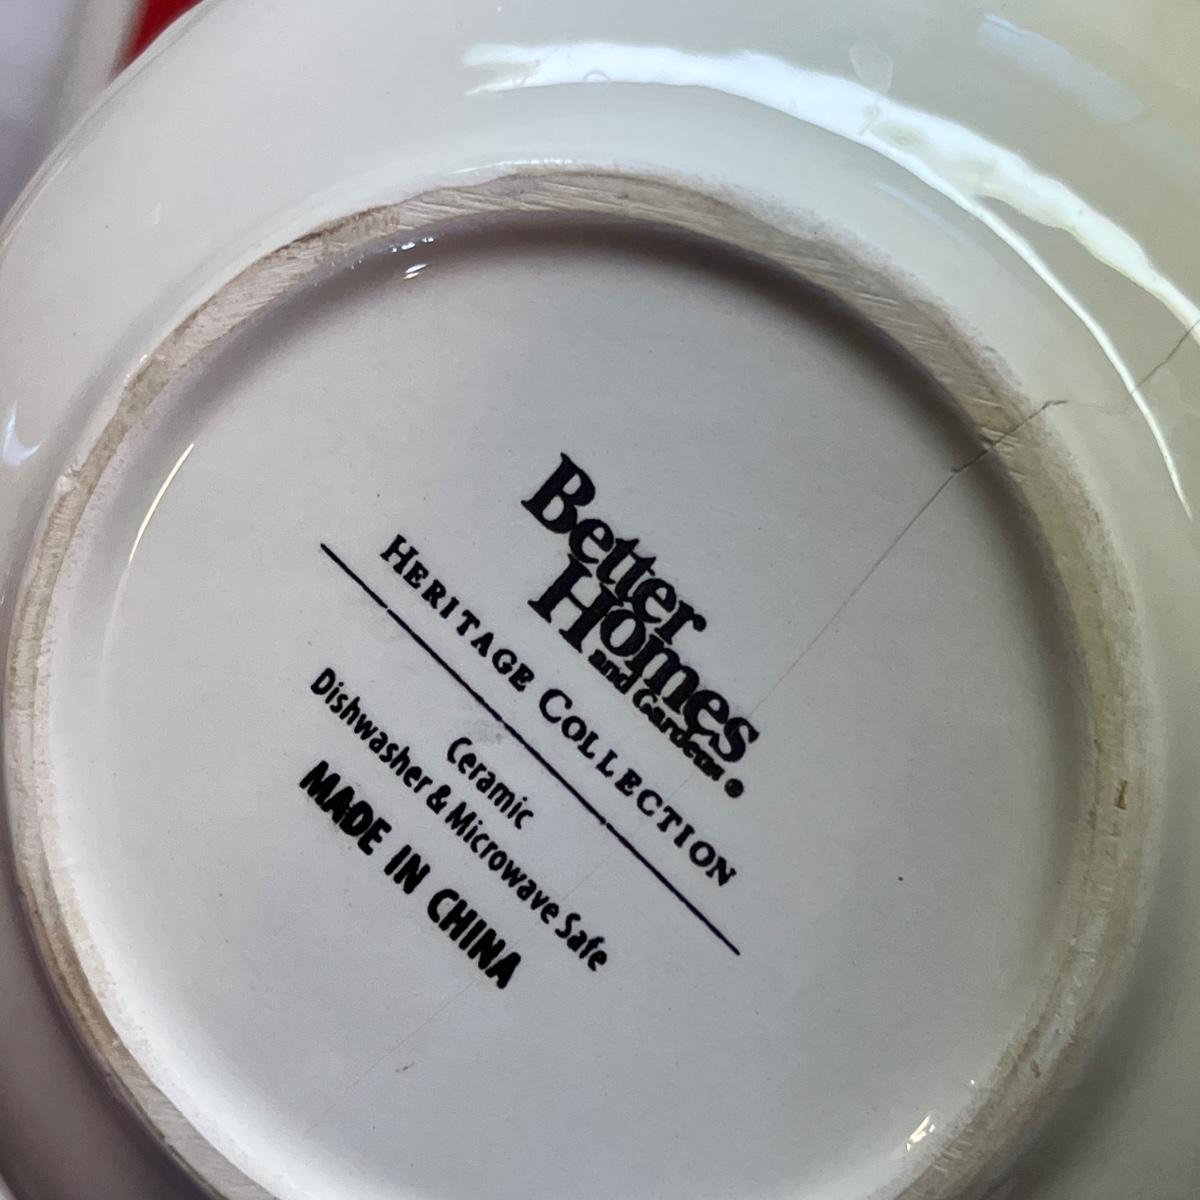 Better
Homes
and Gardens®
HERITAGE COLLECTION
Ceramic
Dishwasher & Microwave Safe
MADE IN CHINA